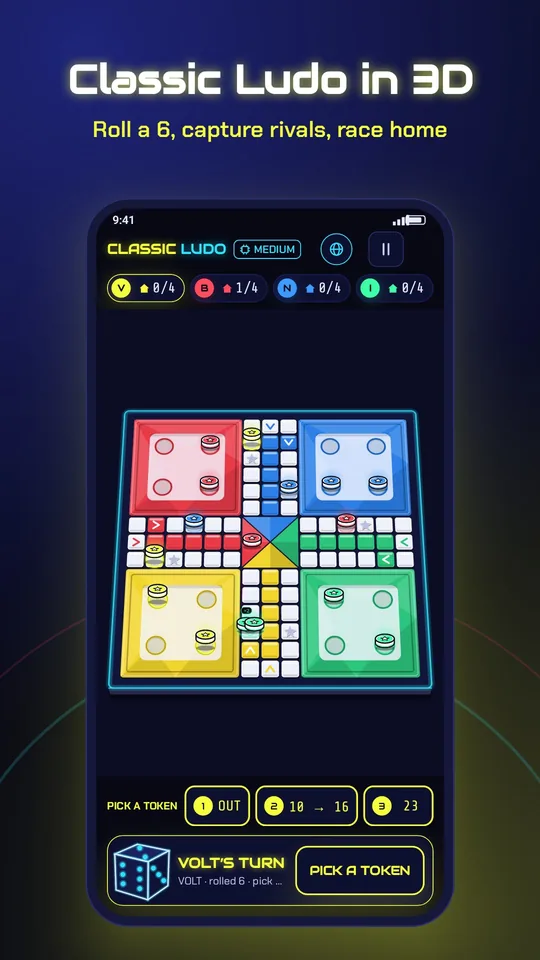 Classic Ludo in 3D
Roll a 6, capture rivals, race home
9:41
CLASSIC LUDO
MEDIUM
V 0/4
B 1/4
N 0/4
I 0/4
PICK A TOKEN
1 OUT
2 10 → 16
3 23
VOLT'S TURN
VOLT · rolled 6 · pick ...
PICK A TOKEN